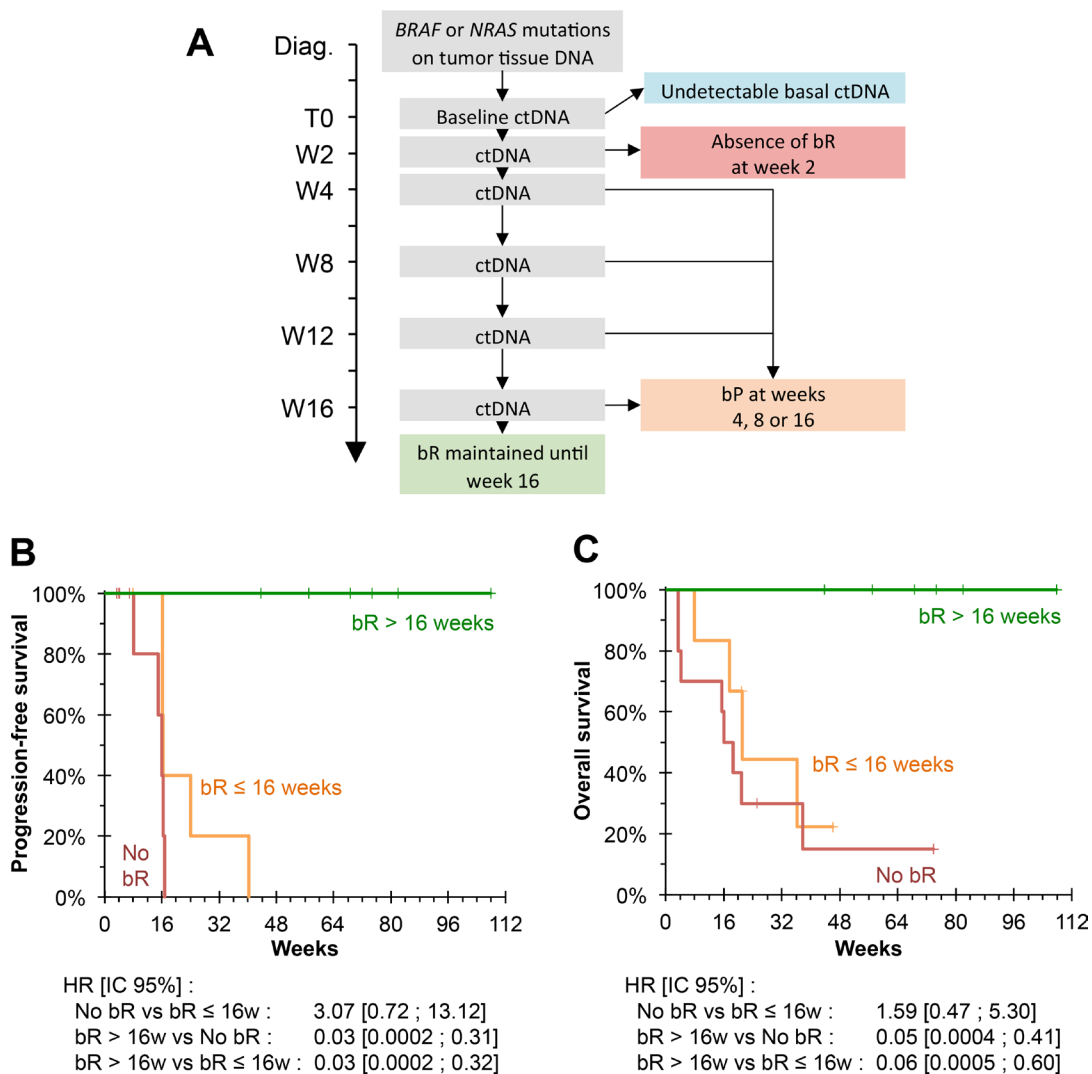 A
Diag.
T0
W2
W4
W8
W12
W16
BRAF or NRAS mutations
on tumor tissue DNA
Undetectable basal ctDNA
Baseline ctDNA
ctDNA
Absence of bR
at week 2
ctDNA
ctDNA
ctDNA
ctDNA
bP at weeks
4, 8 or 16
bR maintained until
week 16
B
Progression-free survival
100%
80%
60%
40%
20%
0%
bR > 16 weeks
bR ≤ 16 weeks
No
bR
0 16 32 48 64 80 96 112
Weeks
HR [IC 95%] :
No bR vs bR ≤ 16w : 3.07 [0.72 ; 13.12]
bR > 16w vs No bR : 0.03 [0.0002 ; 0.31]
bR > 16w vs bR ≤ 16w : 0.03 [0.0002 ; 0.32]
C
Overall survival
100%
80%
60%
40%
20%
0%
bR > 16 weeks
bR ≤ 16 weeks
No bR
0 16 32 48 64 80 96 112
Weeks
HR [IC 95%] :
No bR vs bR ≤ 16w : 1.59 [0.47 ; 5.30]
bR > 16w vs No bR : 0.05 [0.0004 ; 0.41]
bR > 16w vs bR ≤ 16w : 0.06 [0.0005 ; 0.60]